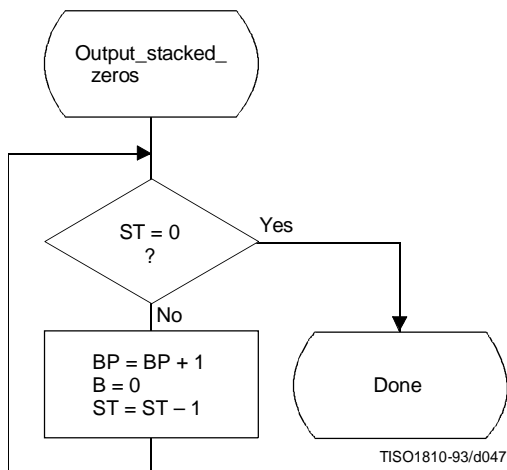 Output_stacked_
zeros
ST = 0
?
Yes
No
BP = BP + 1
B = 0
ST = ST – 1
Done
TISO1810-93/d047